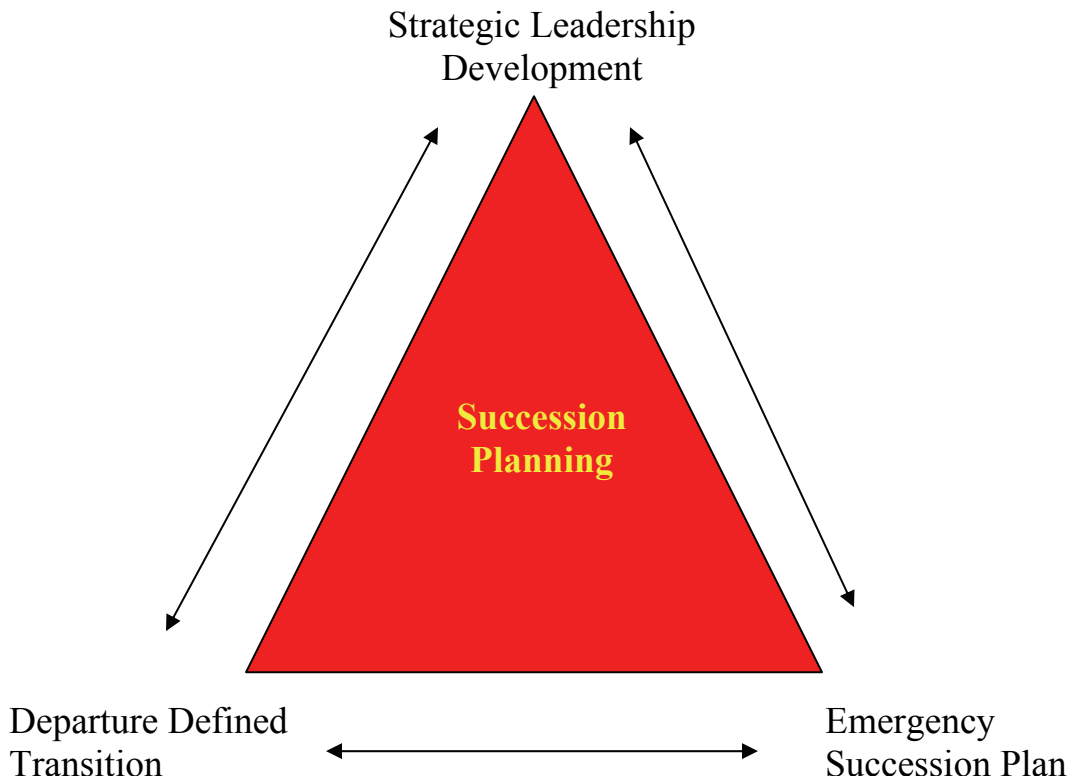 Strategic Leadership
Development
Succession
Planning
Departure Defined
Transition
Emergency
Succession Plan